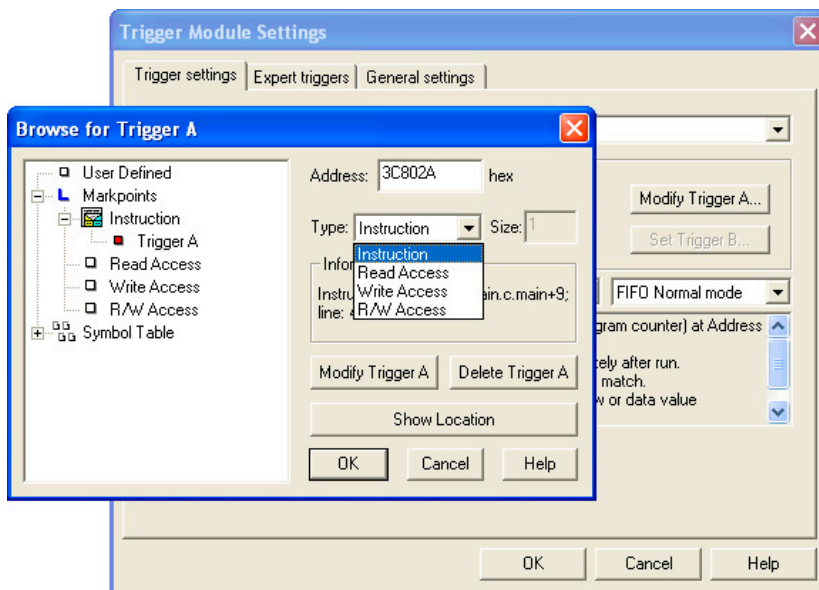 Trigger Module Settings
Trigger settings
Expert triggers
General settings
Modify Trigger A...
Set Trigger B...
FIFO Normal mode
gram counter) at Address
ely after run.
match.
or data value
OK
Cancel
Help
Browse for Trigger A
User Defined
Markpoints
Instruction
Trigger A
Read Access
Write Access
R/W Access
Symbol Table
Address: 3C802A hex
Type: Instruction Size: 1
Instruction
Read Access
Write Access
R/W Access
Infor
Instru ain.c.main+9;
line:
Modify Trigger A
Delete Trigger A
Show Location
OK
Cancel
Help